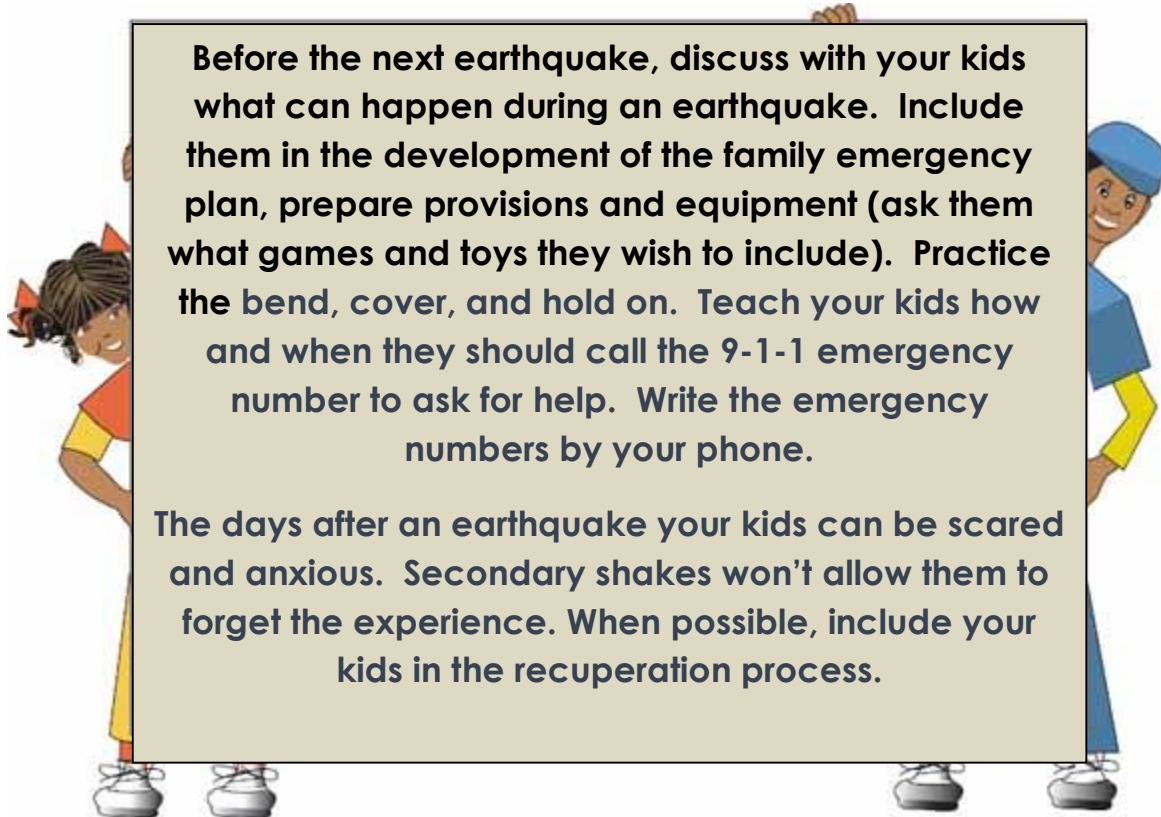 Before the next earthquake, discuss with your kids
what can happen during an earthquake. Include
them in the development of the family emergency
plan, prepare provisions and equipment (ask them
what games and toys they wish to include). Practice
the bend, cover, and hold on. Teach your kids how
and when they should call the 9-1-1 emergency
number to ask for help. Write the emergency
numbers by your phone.
The days after an earthquake your kids can be scared
and anxious. Secondary shakes won’t allow them to
forget the experience. When possible, include your
kids in the recuperation process.